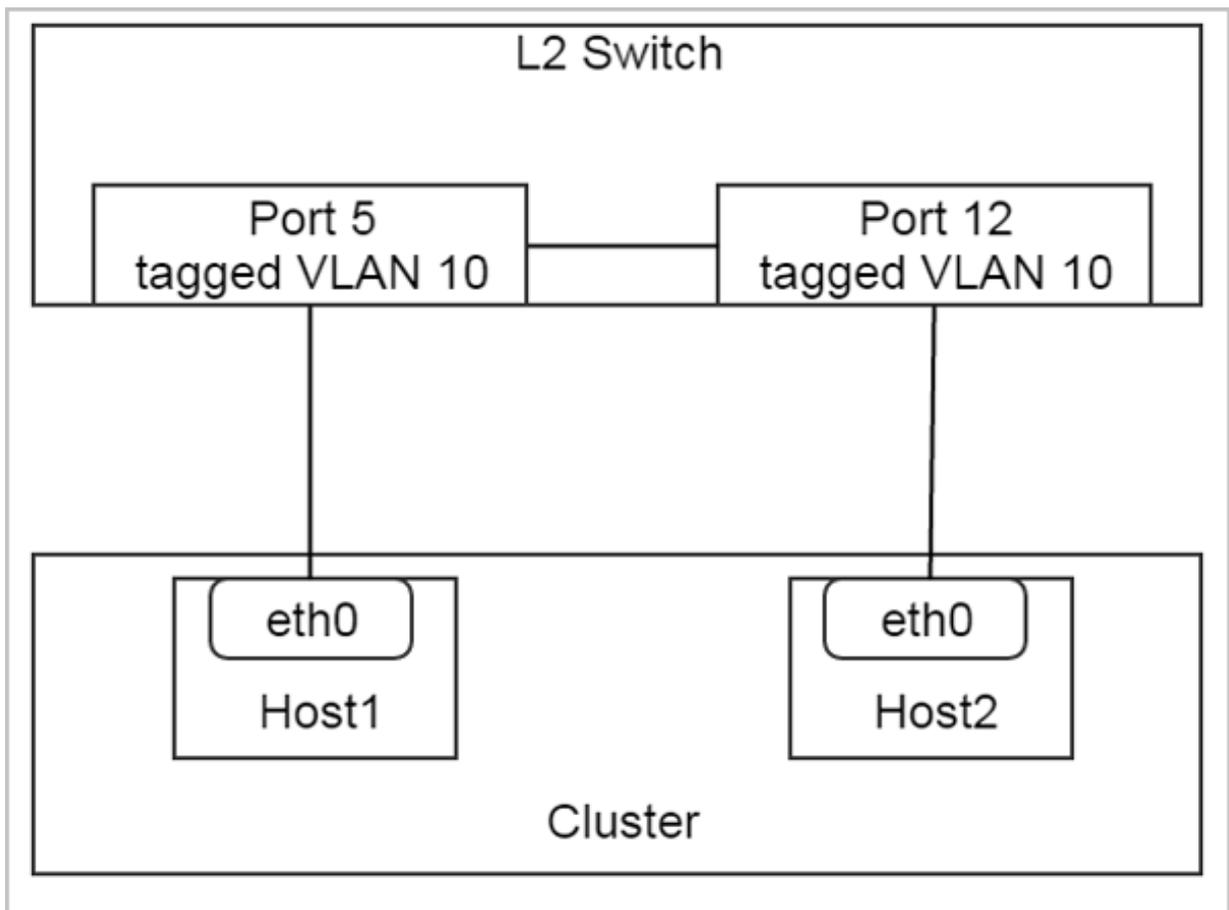 L2 Switch
Port 5
tagged VLAN 10
Port 12
tagged VLAN 10
eth0
Host1
eth0
Host2
Cluster